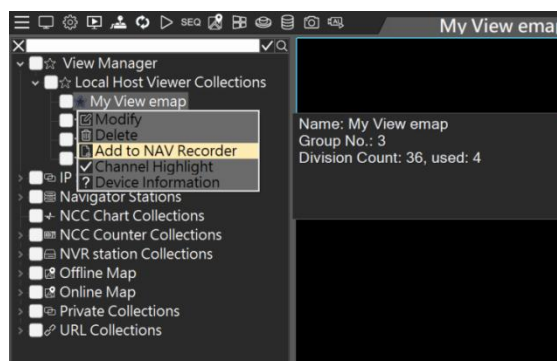 SEQ
My View emap
X
View Manager
Local Host Viewer Collections
My View emap
Modify
Delete
Add to NAV Recorder
Channel Highlight
? Device Information
Name: My View emap
Group No.: 3
Division Count: 36, used: 4
IP
Navigator Stations
NCC Chart Collections
NCC Counter Collections
NVR station Collections
Offline Map
Online Map
Private Collections
URL Collections